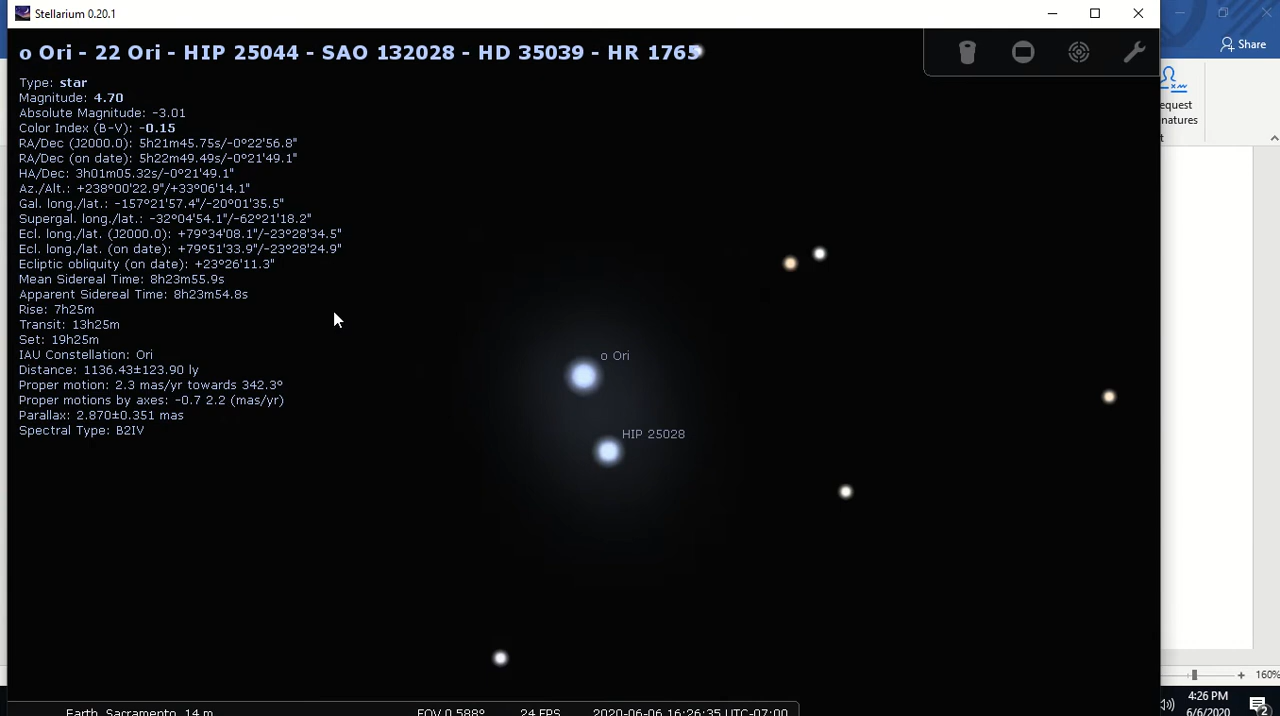 Stellarium 0.20.1
Share
o Ori - 22 Ori - HIP 25044 - SAO 132028 - HD 35039 - HR 1765
Type: star
Magnitude: 4.70
Absolute Magnitude: -3.01
Color Index (B-V): -0.15
RA/Dec (J2000.0): 5h21m45.75s/-0°22'56.8"
RA/Dec (on date): 5h22m49.49s/-0°21'49.1"
HA/Dec: 3h01m05.32s/-0°21'49.1"
Az./Alt.: +238°00'22.9"/+33°06'14.1"
Gal. long./lat.: -157°21'57.4"/-20°01'35.5"
Supergal. long./lat.: -32°04'54.1"/-62°21'18.2"
Ecl. long./lat. (J2000.0): +79°34'08.1"/-23°28'34.5"
Ecl. long./lat. (on date): +79°51'33.9"/-23°28'24.9"
Ecliptic obliquity (on date): +23°26'11.3"
Mean Sidereal Time: 8h23m55.9s
Apparent Sidereal Time: 8h23m54.8s
Rise: 7h25m
Transit: 13h25m
Set: 19h25m
IAU Constellation: Ori
Distance: 1136.43±123.90 ly
Proper motion: 2.3 mas/yr towards 342.3°
Proper motions by axes: -0.7 2.2 (mas/yr)
Parallax: 2.870±0.351 mas
Spectral Type: B2IV
o Ori
HIP 25028
equest
natures
t
160%
Earth, Sacramento, 14 m
FOV 0.588°
24 FPS
2020-06-06 16:26:35 UTC-07:00
4:26 PM
6/6/2020
2